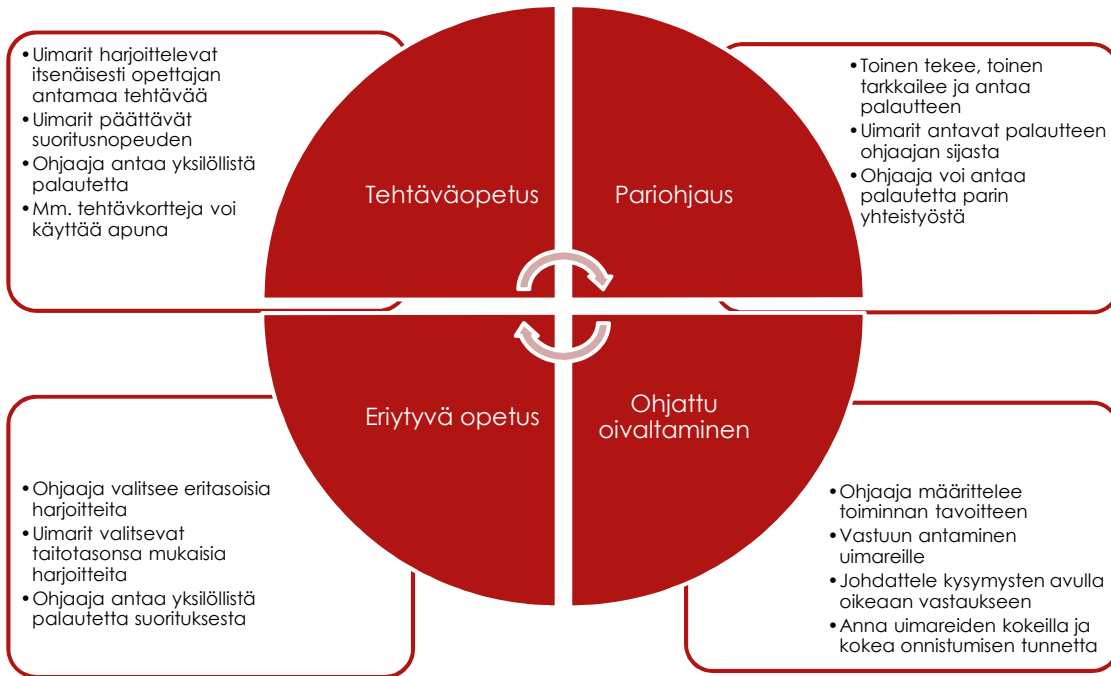 •Uimarit harjoittelevat
itsenäisesti opettajan
antamaa tehtävää
•Uimarit päättävät
suoritusnopeuden
•Ohjaaja antaa yksilöllistä
palautetta
•Mm. tehtävkortteja voi
käyttää apuna
Tehtäväopetus
Pariohjaus
•Toinen tekee, toinen
tarkkailee ja antaa
palautteen
•Uimarit antavat palautteen
ohjaajan sijasta
•Ohjaaja voi antaa
palautetta parin
yhteistyöstä
•Ohjaaja valitsee eritasoisia
harjoitteita
•Uimarit valitsevat
taitotasonsa mukaisia
harjoitteita
•Ohjaaja antaa yksilöllistä
palautetta suorituksesta
Eriytyvä opetus
Ohjattu
oivaltaminen
•Ohjaaja määrittelee
toiminnan tavoitteen
•Vastuun antaminen
uimareille
•Johdattele kysymysten avulla
oikeaan vastaukseen
•Anna uimareiden kokeilla ja
kokea onnistumisen tunnetta